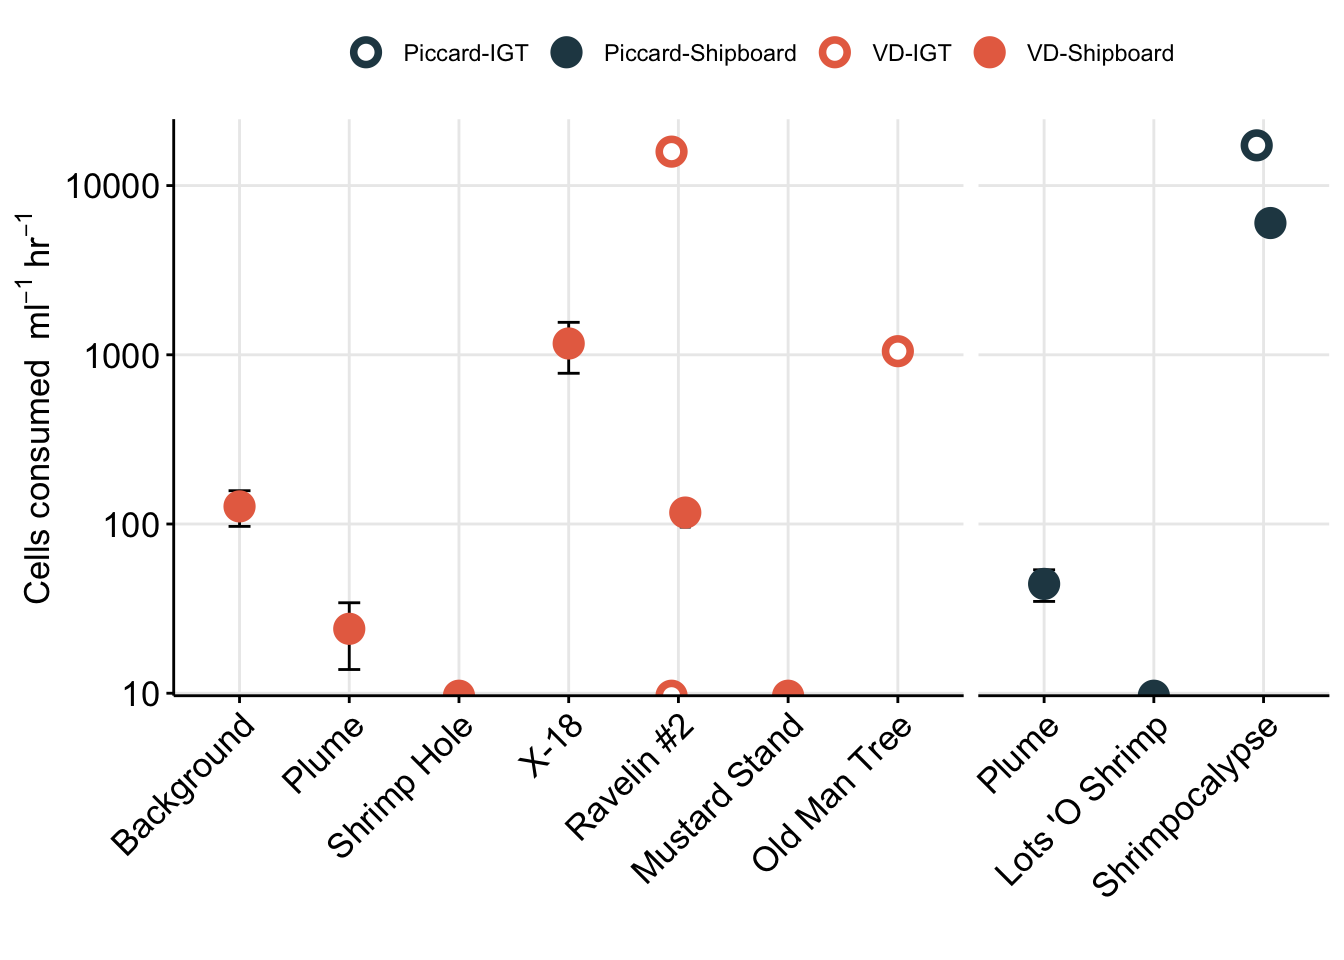 Piccard-IGT Piccard-Shipboard VD-IGT VD-Shipboard
Cells consumed ml⁻¹ hr⁻¹
10000
1000
100
10
Background
Plume
Shrimp Hole
X-18
Ravelin #2
Mustard Stand
Old Man Tree
Plume
Lots 'O Shrimp
Shrimpocalypse